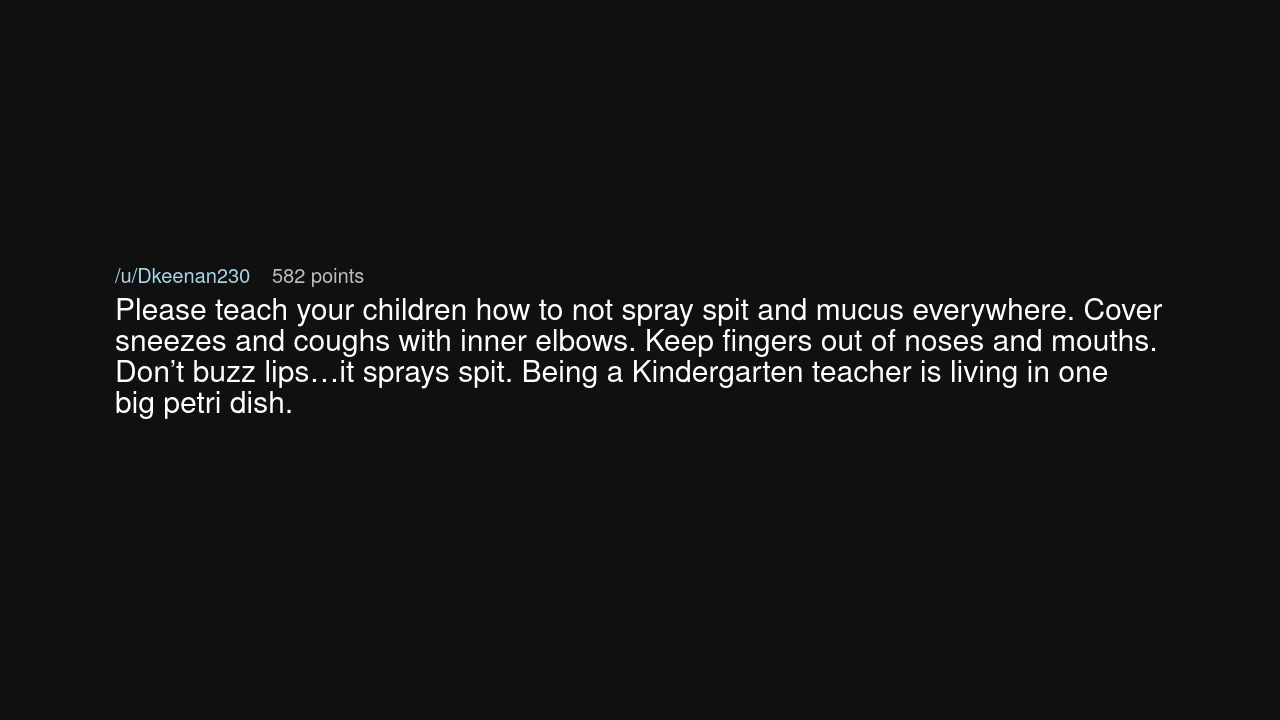 /u/Dkeenan230 582 points
Please teach your children how to not spray spit and mucus everywhere. Cover
sneezes and coughs with inner elbows. Keep fingers out of noses and mouths.
Don’t buzz lips…it sprays spit. Being a Kindergarten teacher is living in one
big petri dish.